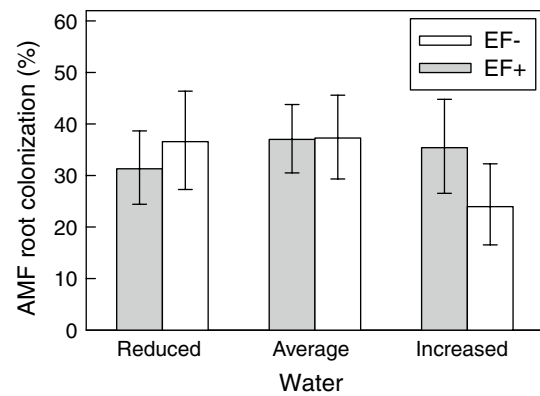 60
50
40
30
20
10
0
AMF root colonization (%)
EF-
EF+
Reduced
Average
Increased
Water